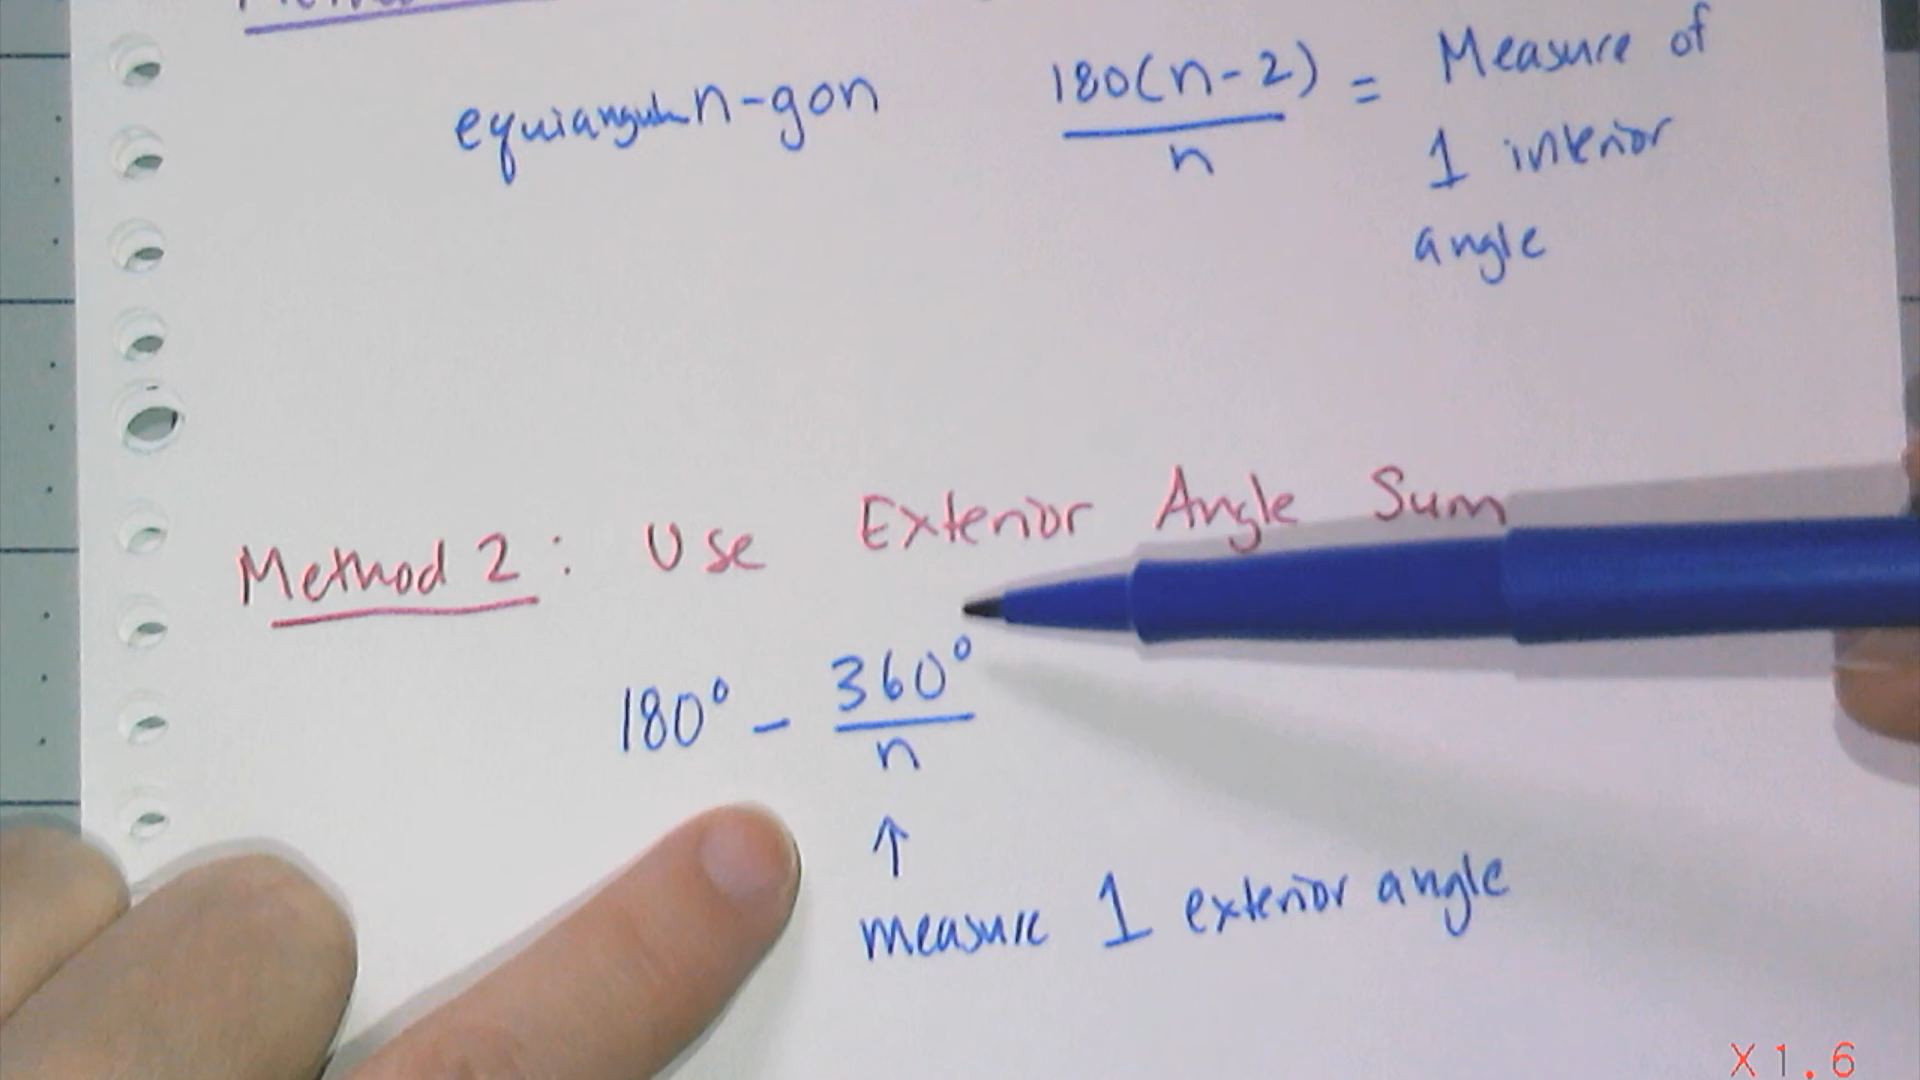 equiangular n-gon
180(n-2) / n = Measure of
1 interior
angle
Method 2: Use Exterior Angle Sum
180° - 360° / n
↑
measure 1 exterior angle
X1.6